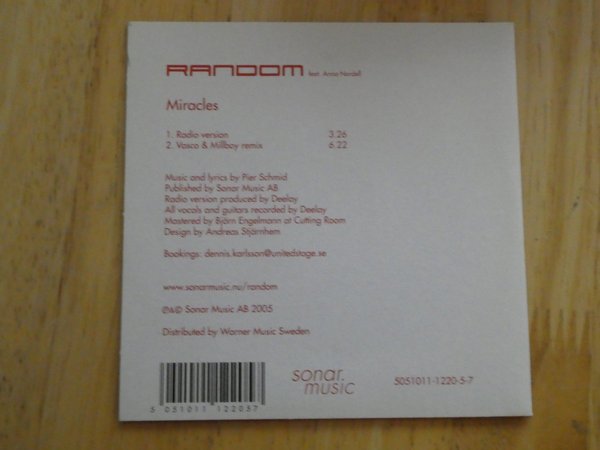 RANDOM feat. Anna Nordell
Miracles
1. Radio version 3.26
2. Vasco & Millboy remix 6.22
Music and lyrics by Pier Schmid
Published by Sonar Music AB
Radio version produced by Deelay
All vocals and guitars recorded by Deelay
Mastered by Björn Engelmann at Cutting Room
Design by Andreas Stjärnhem
Bookings: dennis.karlsson@unitedstage.se
www.sonarmusic.nu/random
℗&© Sonar Music AB 2005
Distributed by Warner Music Sweden
sonar.
music
5051011-1220-5-7
5 051011 122057